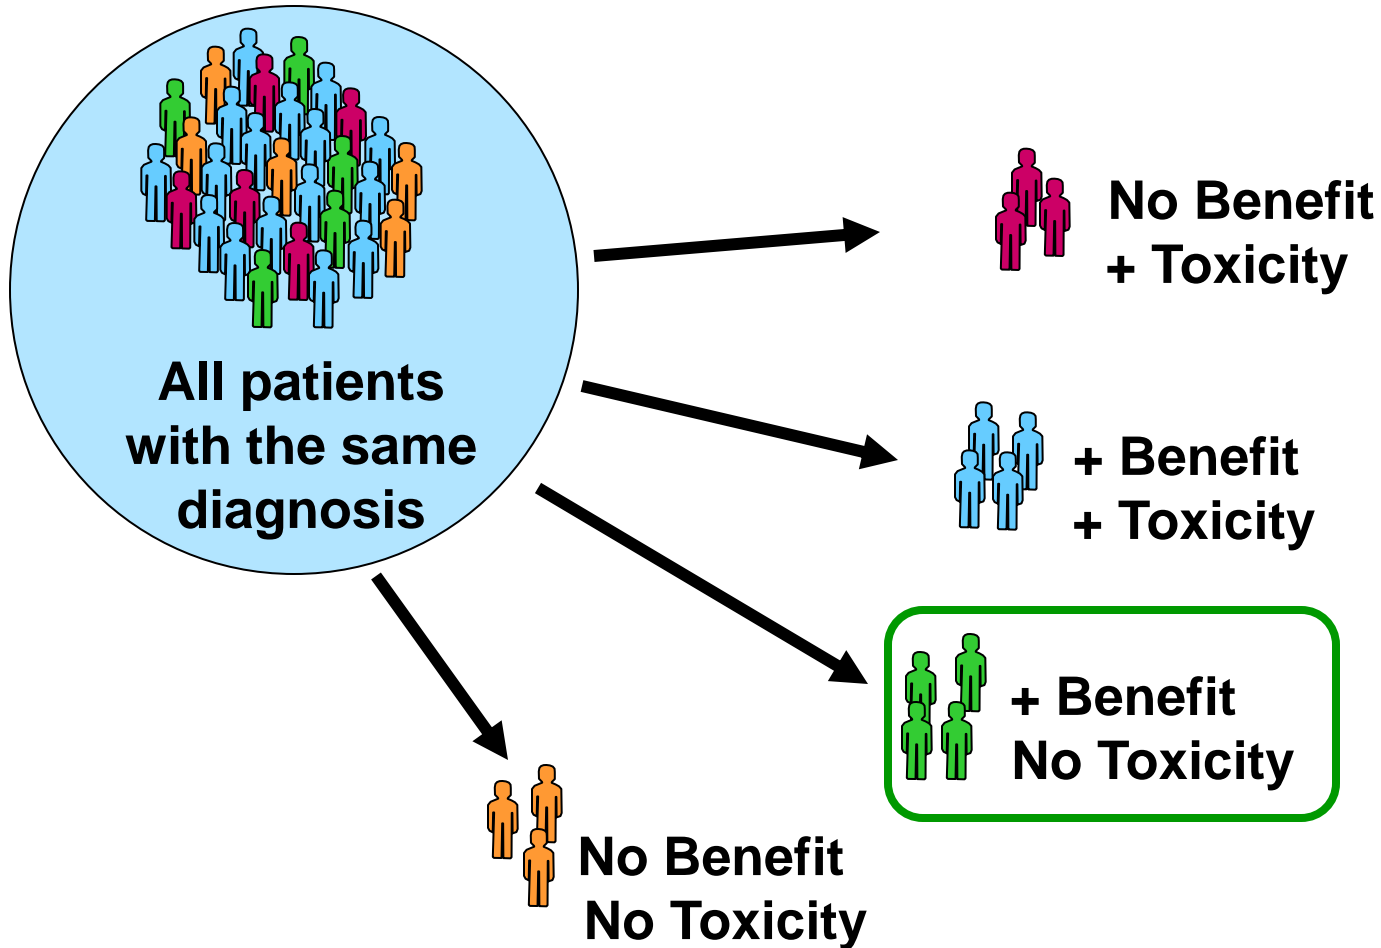 All patients
with the same
diagnosis
No Benefit
+ Toxicity
+ Benefit
+ Toxicity
+ Benefit
No Toxicity
No Benefit
No Toxicity